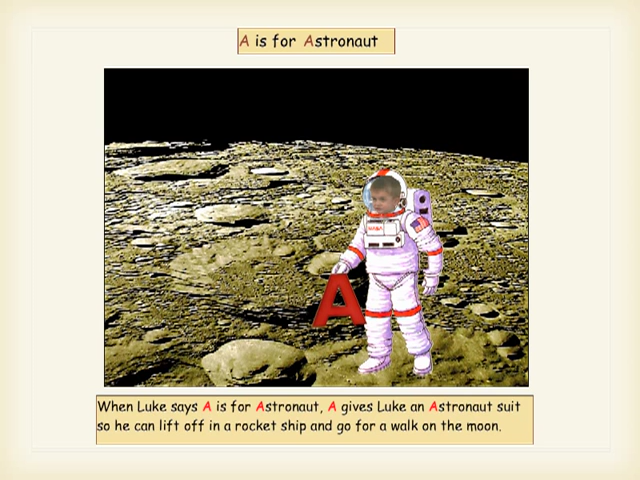 A is for Astronaut
NASA
A
When Luke says A is for Astronaut, A gives Luke an Astronaut suit
so he can lift off in a rocket ship and go for a walk on the moon.